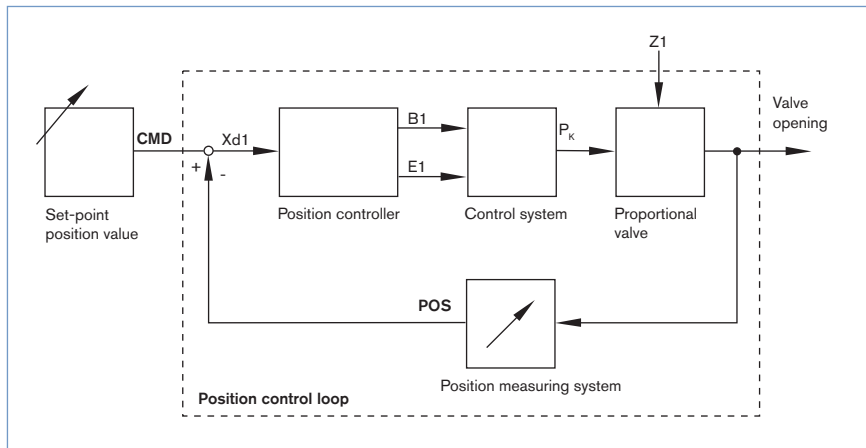 Z1
Valve
opening
CMD
Xd1
B1
P K
+
-
E1
Set-point
position value
Position controller
Control system
Proportional
valve
POS
Position measuring system
Position control loop